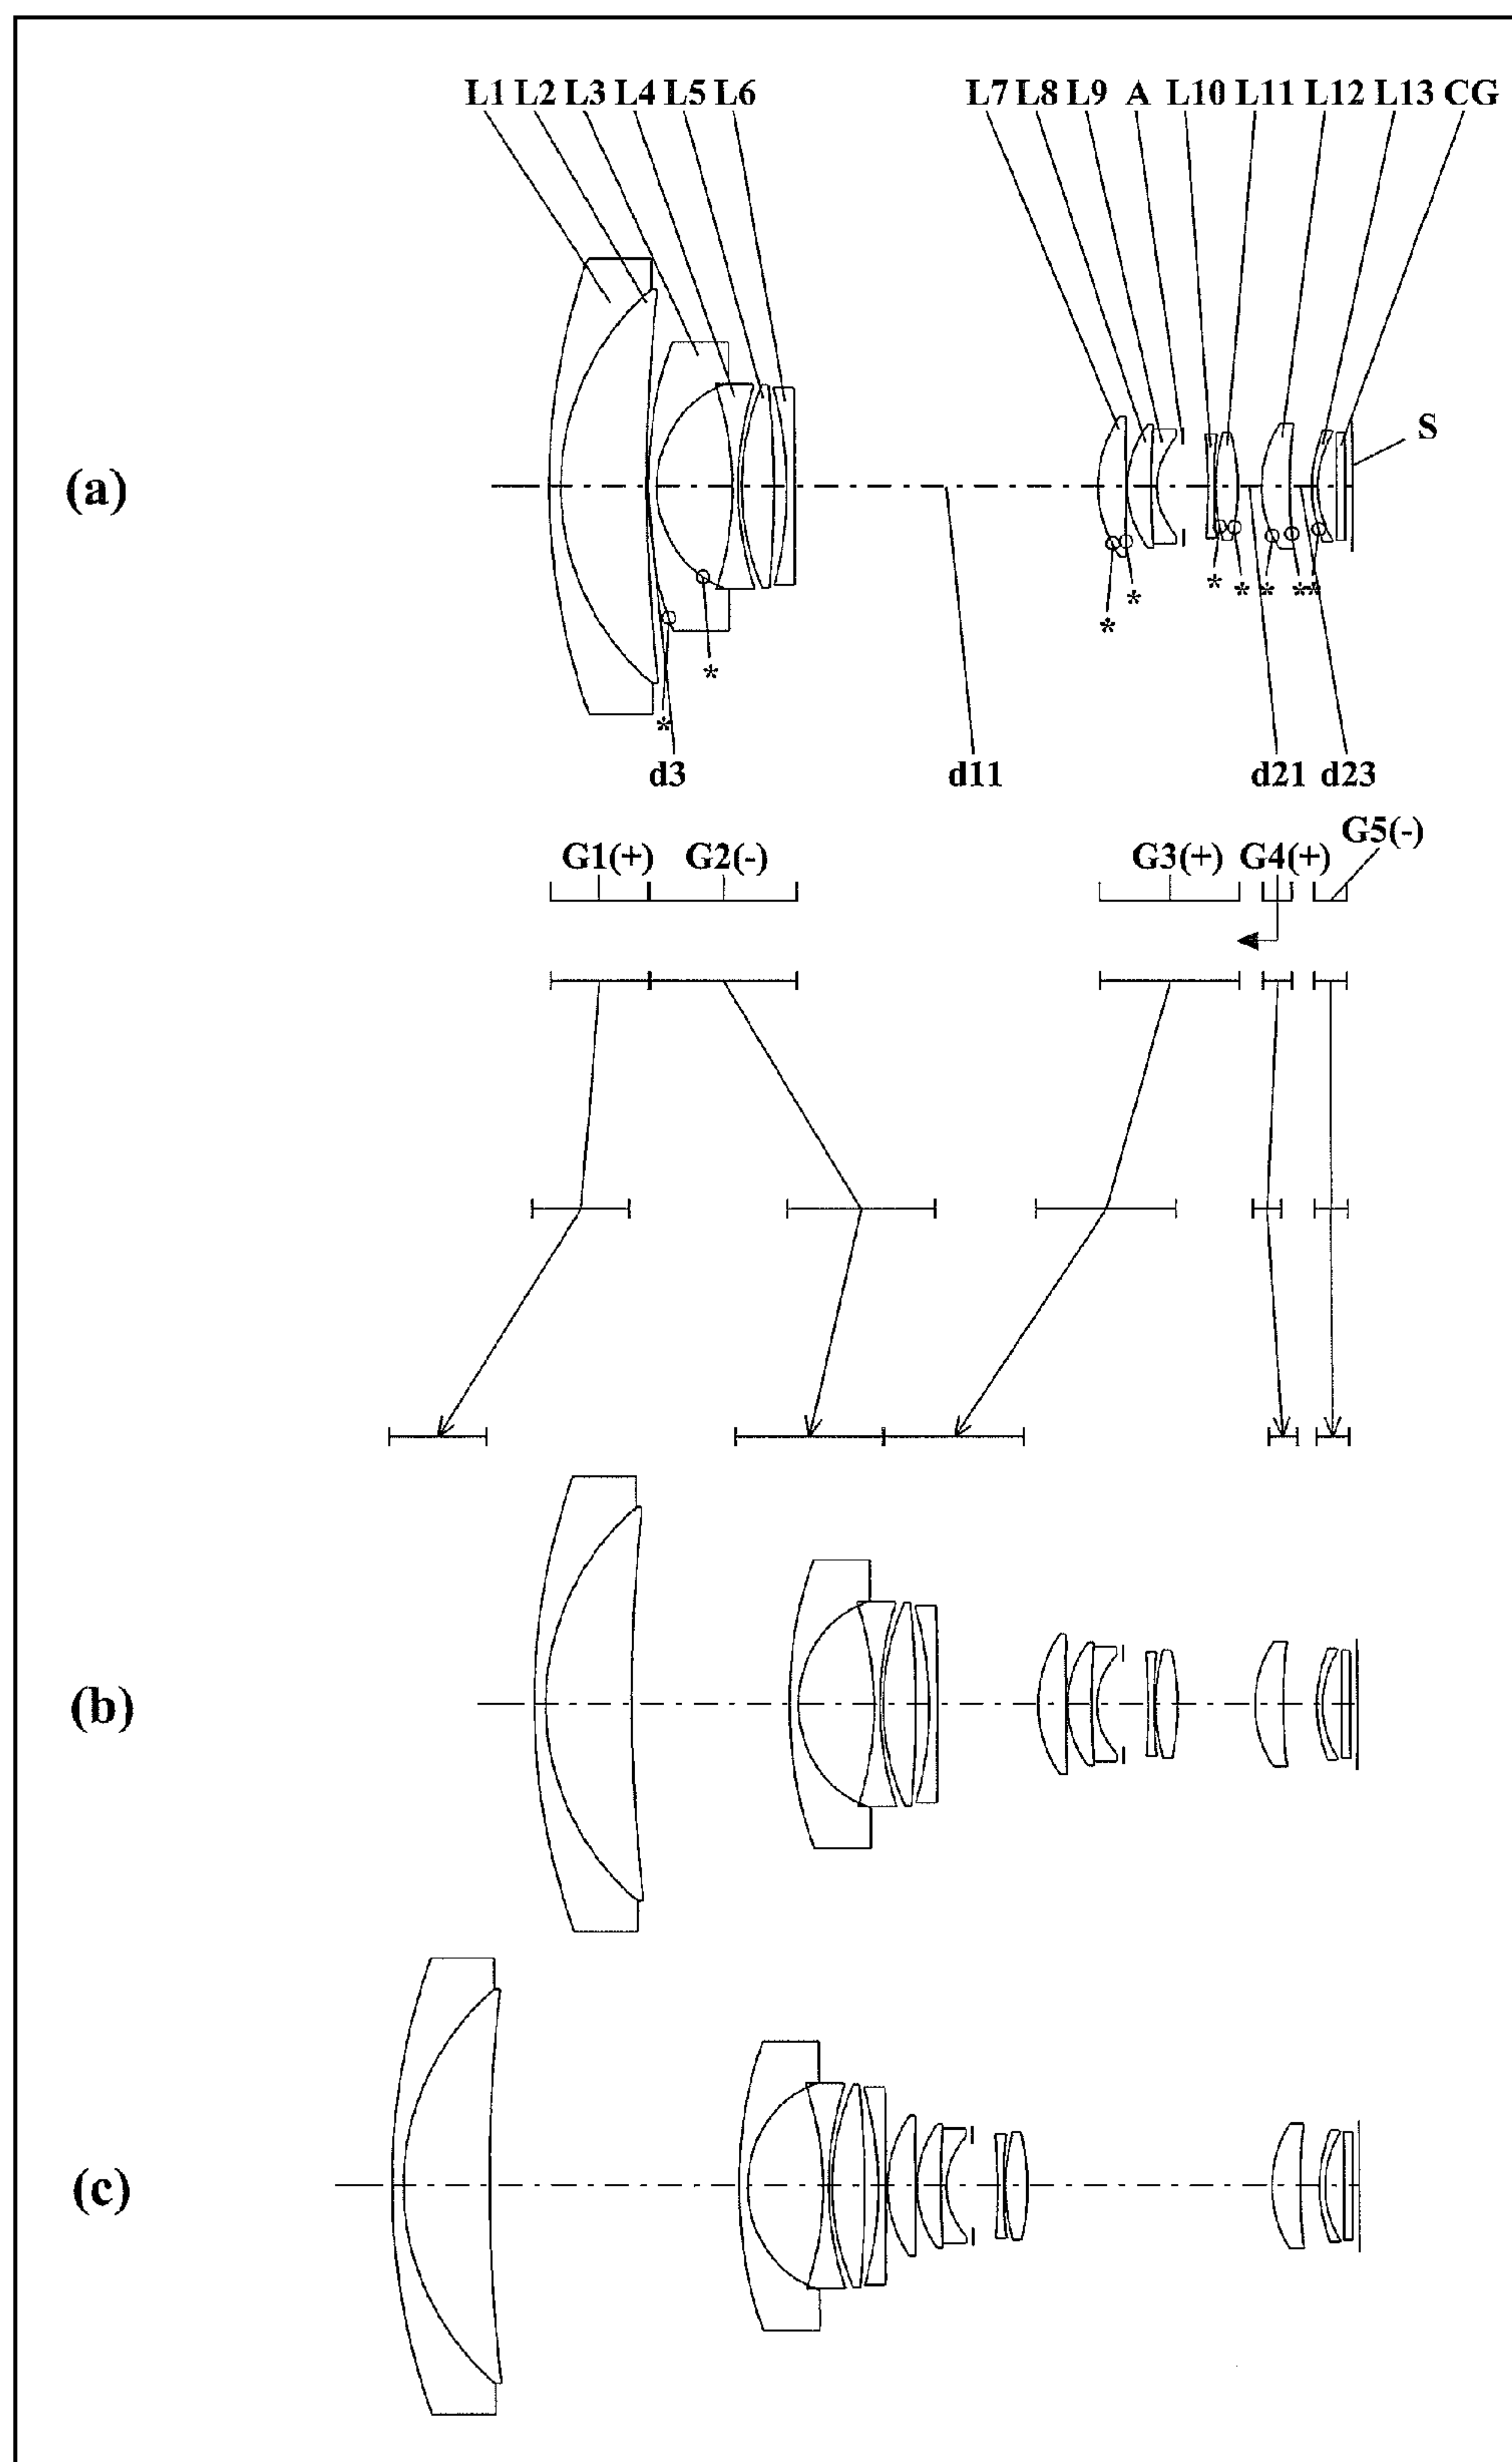 L1 L2 L3 L4 L5 L6 L7 L8 L9 A L10 L11 L12 L13 CG
S
(a)
* * * * * * * * *
d3 d11 d21 d23
G1(+) G2(-) G3(+) G4(+) G5(-)
(b)
(c)